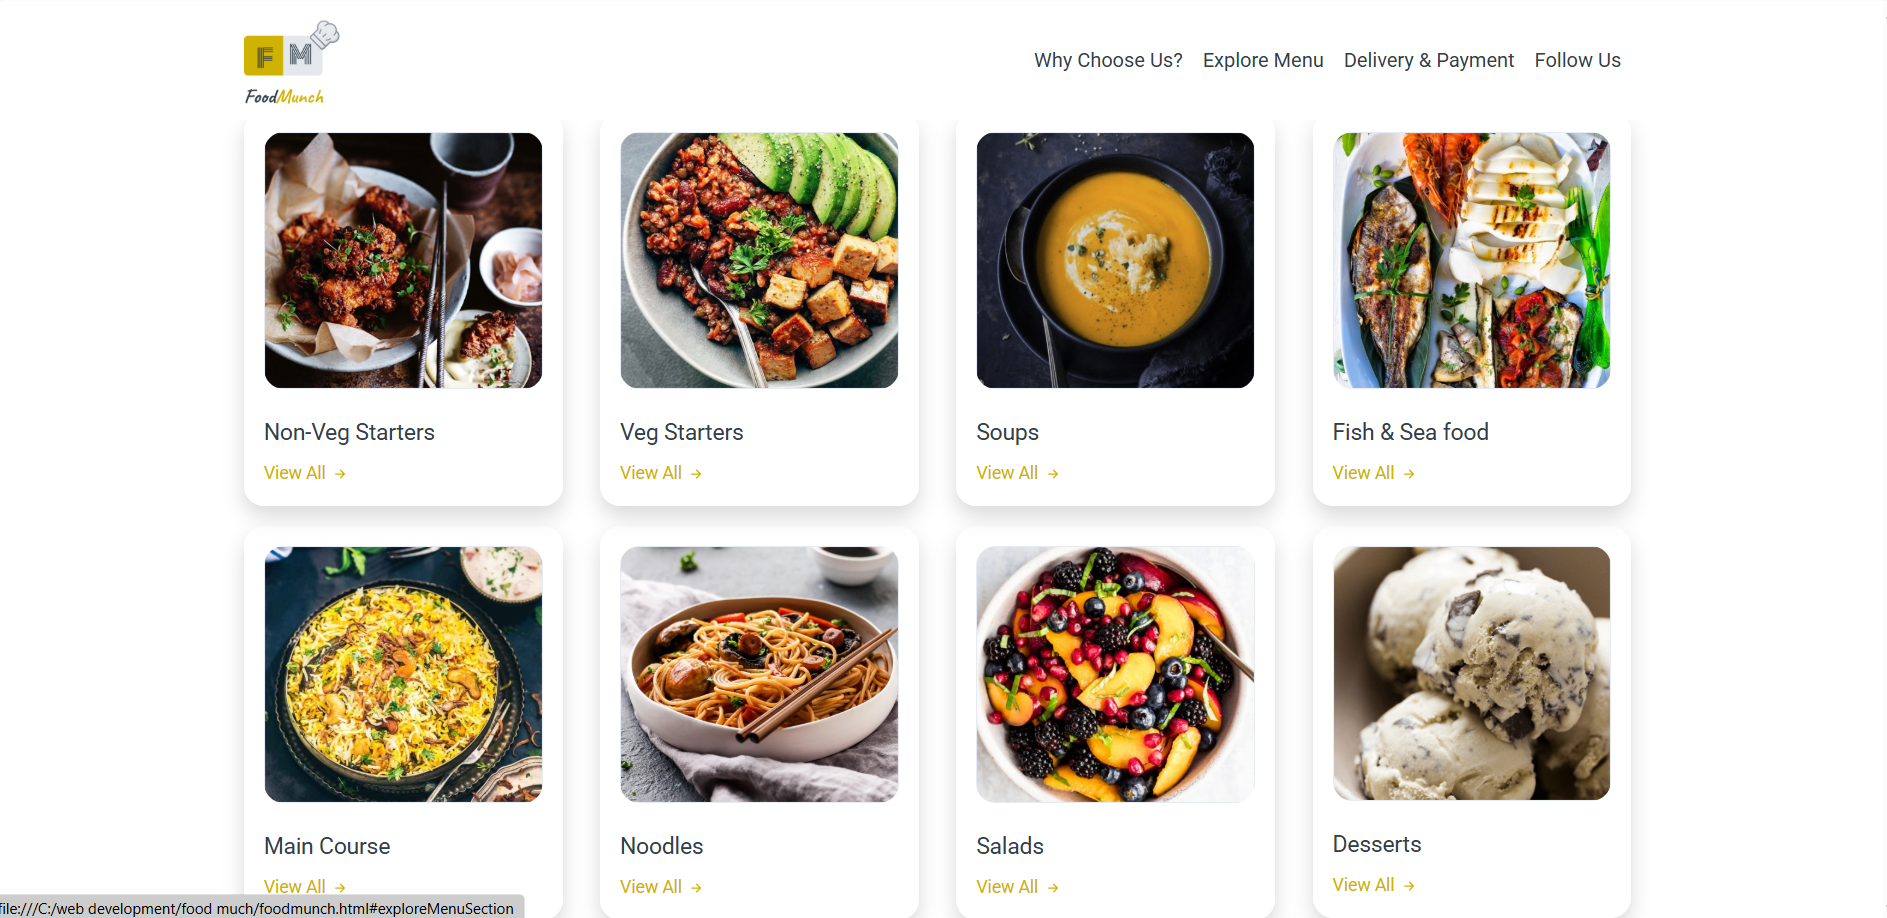 F M
FoodMunch
Why Choose Us? Explore Menu Delivery & Payment Follow Us
Non-Veg Starters
View All →
Veg Starters
View All →
Soups
View All →
Fish & Sea food
View All →
Main Course
View All →
Noodles
View All →
Salads
View All →
Desserts
View All →
file:///C:/web development/food much/foodmunch.html#exploreMenuSection